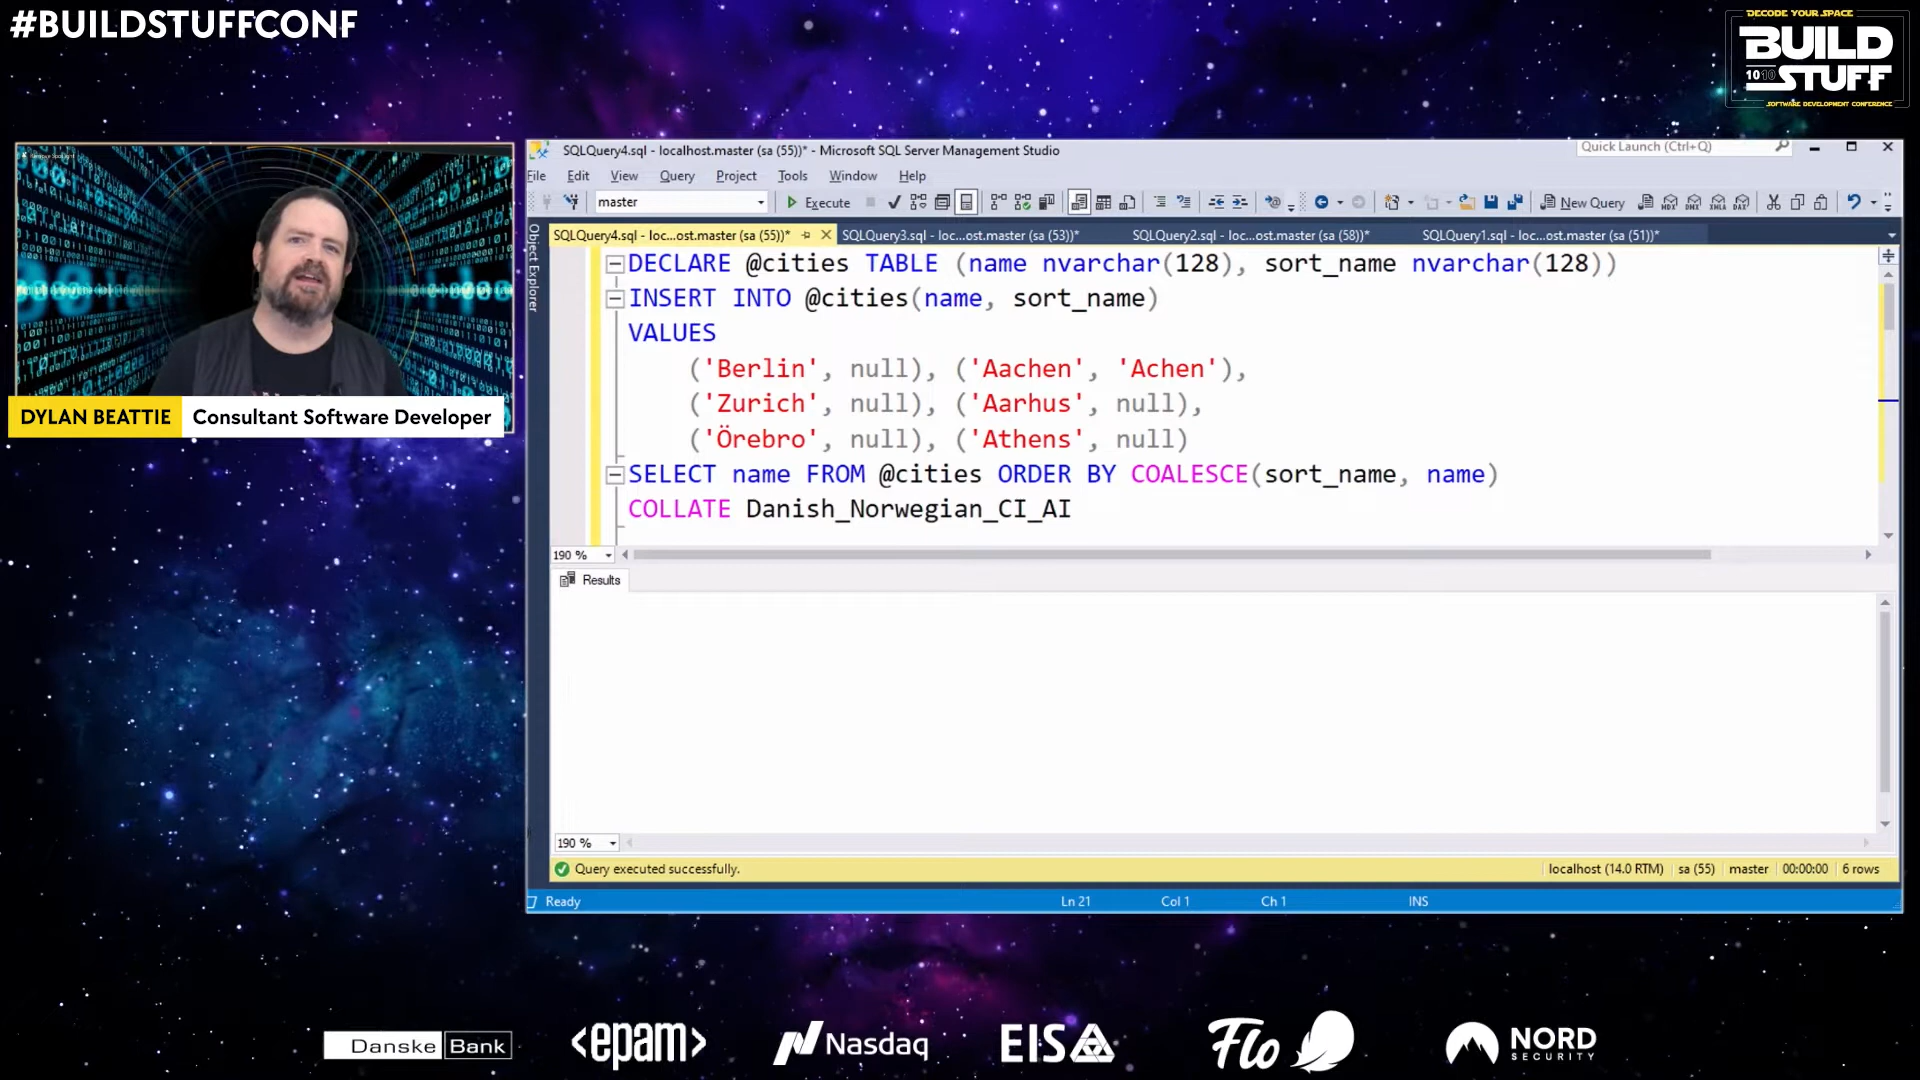 #BUILDSTUFFCONF
DECODE YOUR SPACE
BUILD
1010 STUFF
SOFTWARE DEVELOPMENT CONFERENCE
DYLAN BEATTIE Consultant Software Developer
SQLQuery4.sql - localhost.master (sa (55))* - Microsoft SQL Server Management Studio
Quick Launch (Ctrl+Q)
File Edit View Query Project Tools Window Help
master Execute New Query
SQLQuery4.sql - loc...ost.master (sa (55))* SQLQuery3.sql - loc...ost.master (sa (53))* SQLQuery2.sql - loc...ost.master (sa (58))* SQLQuery1.sql - loc...ost.master (sa (51))*
Object Explorer
DECLARE @cities TABLE (name nvarchar(128), sort_name nvarchar(128))
INSERT INTO @cities(name, sort_name)
VALUES
('Berlin', null), ('Aachen', 'Achen'),
('Zurich', null), ('Aarhus', null),
('Örebro', null), ('Athens', null)
SELECT name FROM @cities ORDER BY COALESCE(sort_name, name)
COLLATE Danish_Norwegian_CI_AI
190 %
Results
190 %
Query executed successfully. localhost (14.0 RTM) sa (55) master 00:00:00 6 rows
Ready Ln 21 Col 1 Ch 1 INS
Danske Bank <epam> Nasdaq EIS Flo NORD
SECURITY